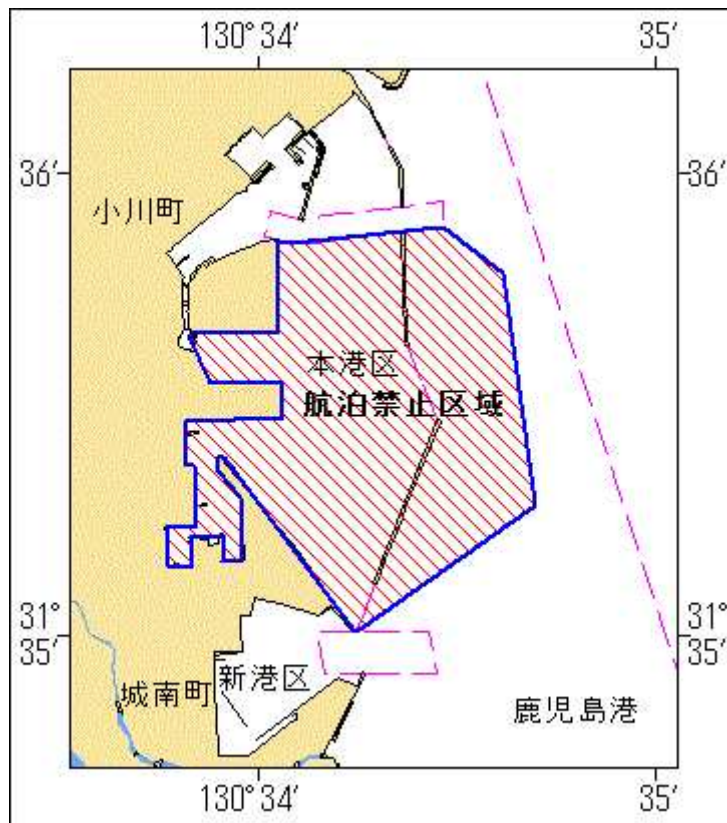 130°34′ 35′
36′ 36′
小川町
本港区
航泊禁止区域
31° 31°
35′ 35′
新港区
城南町
鹿児島港
130°34′ 35′